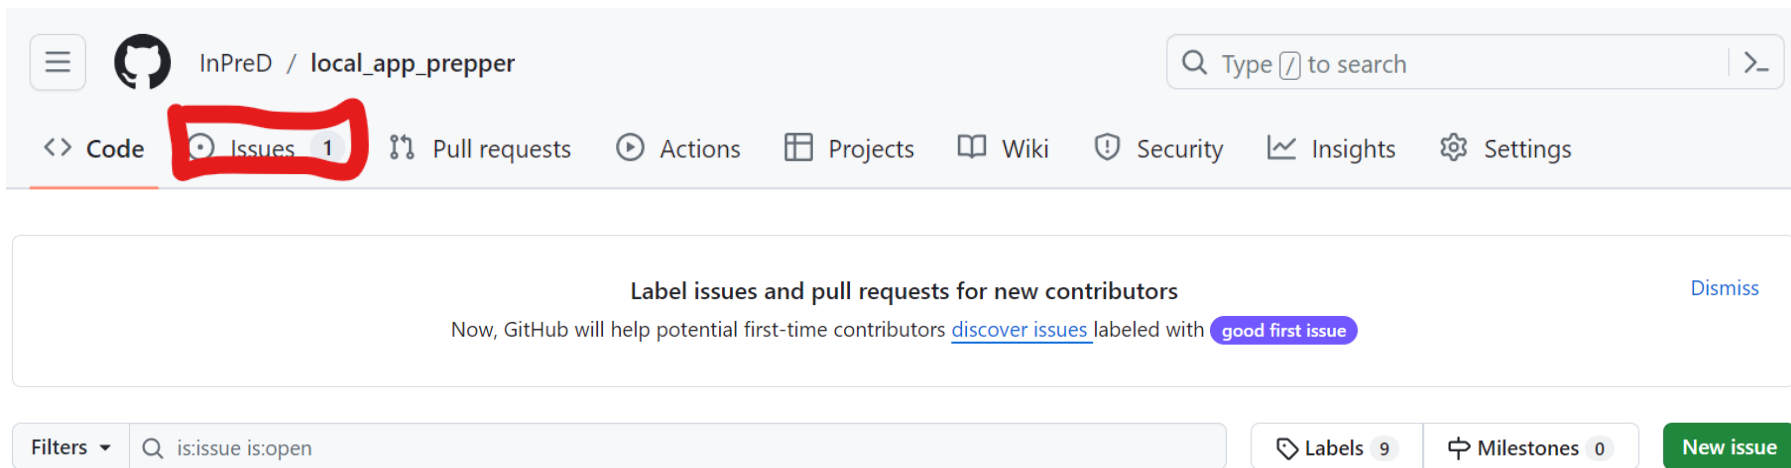 InPreD / local_app_prepper
Type / to search
Code Issues 1 Pull requests Actions Projects Wiki Security Insights Settings
Label issues and pull requests for new contributors
Dismiss
Now, GitHub will help potential first-time contributors discover issues labeled with good first issue
Filters is:issue is:open Labels 9 Milestones 0 New issue